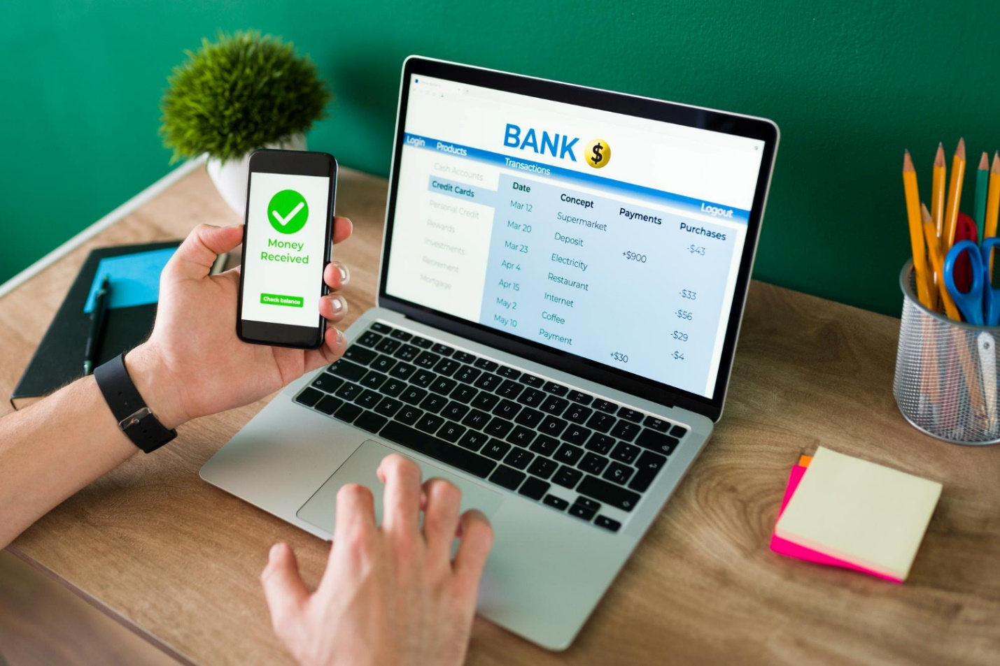 Money
Received
Check balance
BANK $
Login Products Transactions Logout
Cash Accounts
Credit Cards
Personal Credit
Rewards
Investments
Retirement
Mortgage
Date Concept Payments Purchases
Mar 12 Supermarket -$43
Mar 20 Deposit +$900
Mar 23 Electricity -$33
Apr 4 Restaurant -$56
Apr 15 Internet -$29
May 2 Coffee -$4
May 10 Payment +$30